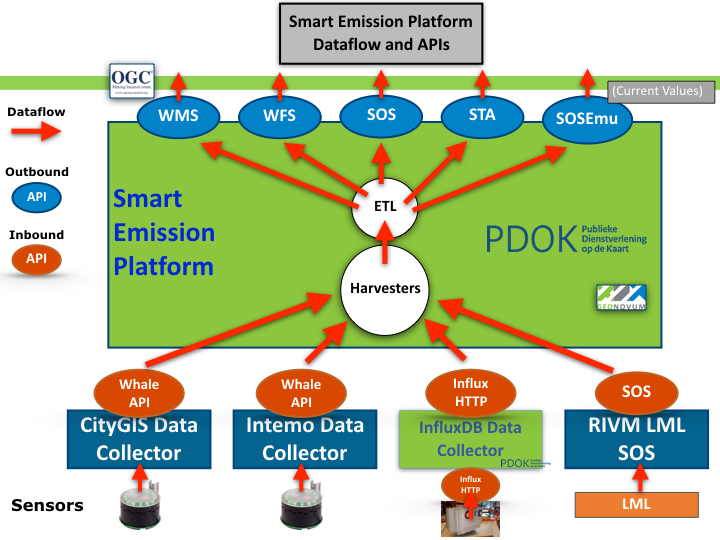 Smart Emission Platform
Dataflow and APIs
OGC®
Making location count.
(Current Values)
Dataflow
WMS
WFS
SOS
STA
SOSEmu
Outbound
API
Inbound
API
Smart
Emission
Platform
ETL
PDOK
Publieke
Dienstverlening
op de Kaart
Harvesters
GEONOVUM
Whale
API
Whale
API
Influx
HTTP
SOS
CityGIS Data
Collector
Intemo Data
Collector
InfluxDB Data
Collector
PDOK
RIVM LML
SOS
Influx
HTTP
Sensors
LML